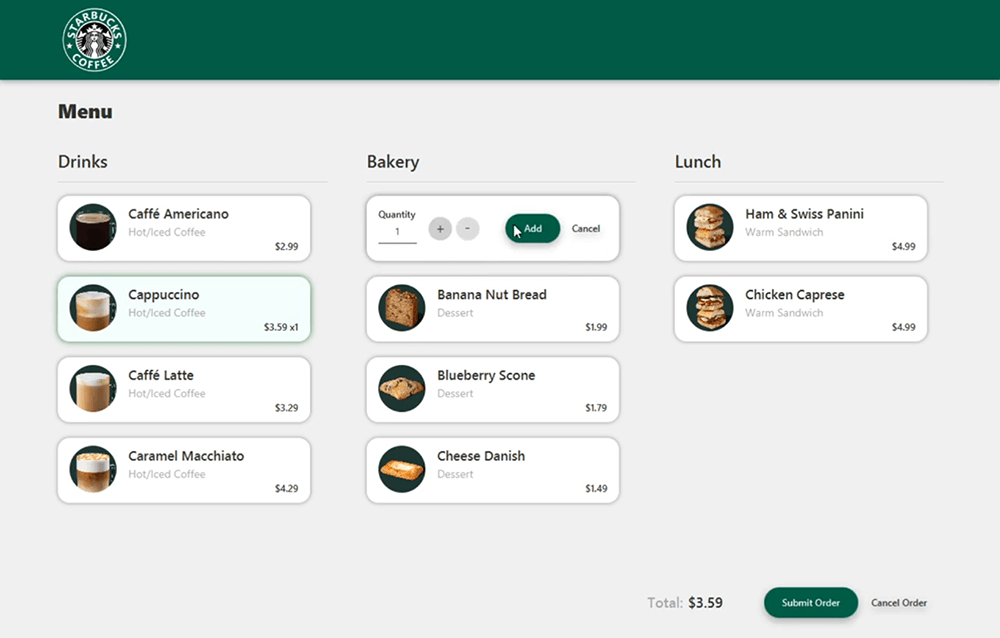 STARBUCKS
COFFEE
Menu
Drinks
Caffé Americano
Hot/Iced Coffee
$2.99
Cappuccino
Hot/Iced Coffee
$3.59 x1
Caffé Latte
Hot/Iced Coffee
$3.29
Caramel Macchiato
Hot/Iced Coffee
$4.29
Bakery
Quantity
1
+
-
Add
Cancel
Banana Nut Bread
Dessert
$1.99
Blueberry Scone
Dessert
$1.79
Cheese Danish
Dessert
$1.49
Lunch
Ham & Swiss Panini
Warm Sandwich
$4.99
Chicken Caprese
Warm Sandwich
$4.99
Total: $3.59
Submit Order
Cancel Order